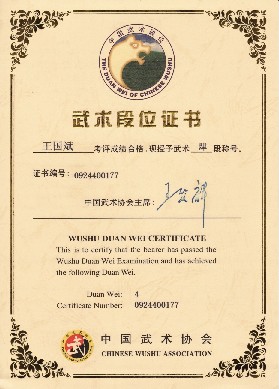 中国武术段位
THE DUAN WEI OF CHINESE WUSHU
武术段位证书
王国斌 考评成绩合格，现授予武术 肆 段称号。
证书编号：0924400177
中国武术协会主席：
WUSHU DUAN WEI CERTIFICATE
This is to certify that the bearer has passed the
Wushu Duan Wei Examination and has achieved
the following Duan Wei.
Duan Wei: 4
Certificate Number: 0924400177
中国武术协会
CHINESE WUSHU ASSOCIATION